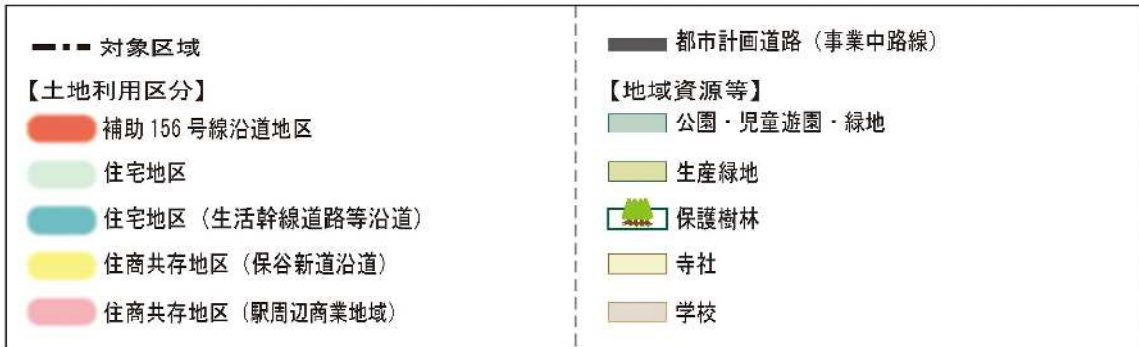 対象区域
【土地利用区分】
補助156号線沿道地区
住宅地区
住宅地区（生活幹線道路等沿道）
住商共存地区（保谷新道沿道）
住商共存地区（駅周辺商業地域）
都市計画道路（事業中路線）
【地域資源等】
公園・児童遊園・緑地
生産緑地
保護樹林
寺社
学校